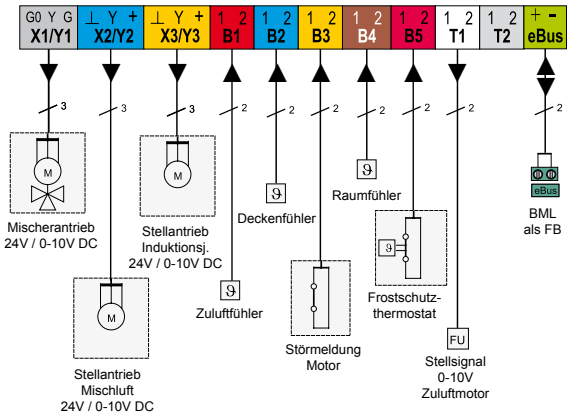 G0 Y G ⊥ Y + ⊥ Y + 1 2 1 2 1 2 1 2 1 2 1 2 1 2 + -
X1/Y1 X2/Y2 X3/Y3 B1 B2 B3 B4 B5 T1 T2 eBus
3 3 3 2 2 2 2 2 2 2
M
Mischerantrieb
24V / 0-10V DC
M
Stellantrieb
Mischluft
24V / 0-10V DC
M
Stellantrieb
Induktionsj.
24V / 0-10V DC
ϑ
Zuluftfühler
ϑ
Deckenfühler
Störmeldung
Motor
ϑ
Raumfühler
ϑ
Frostschutz-
thermostat
FU
Stellsignal
0-10V
Zuluftmotor
eBus
BML
als FB